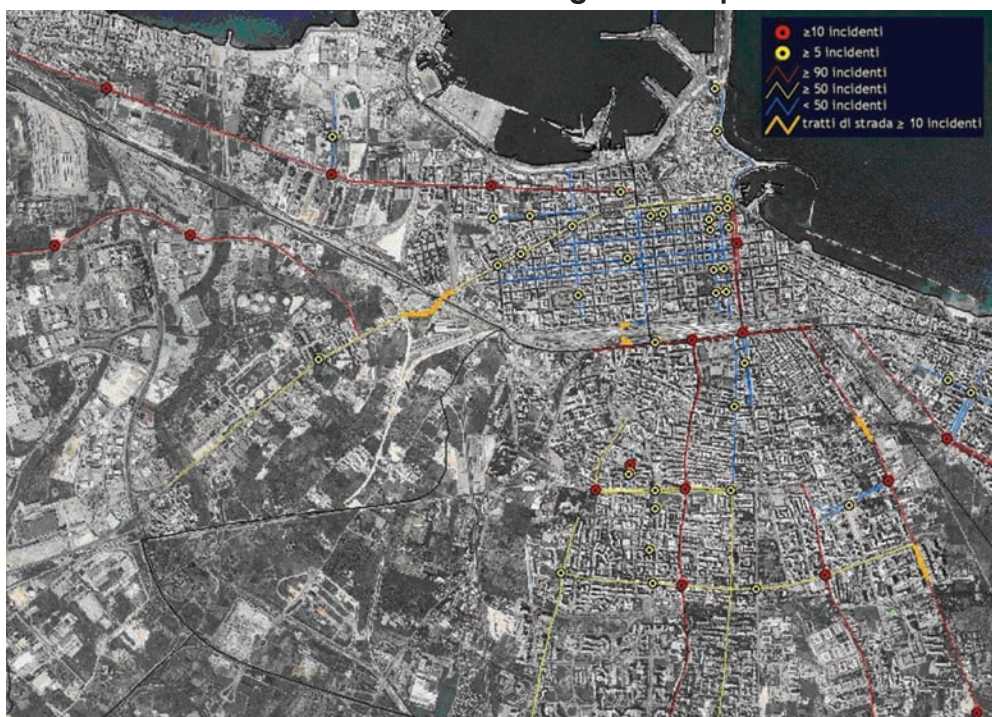 ≥10 incidenti
≥ 5 incidenti
≥ 90 incidenti
≥ 50 incidenti
< 50 incidenti
tratti di strada ≥ 10 incidenti